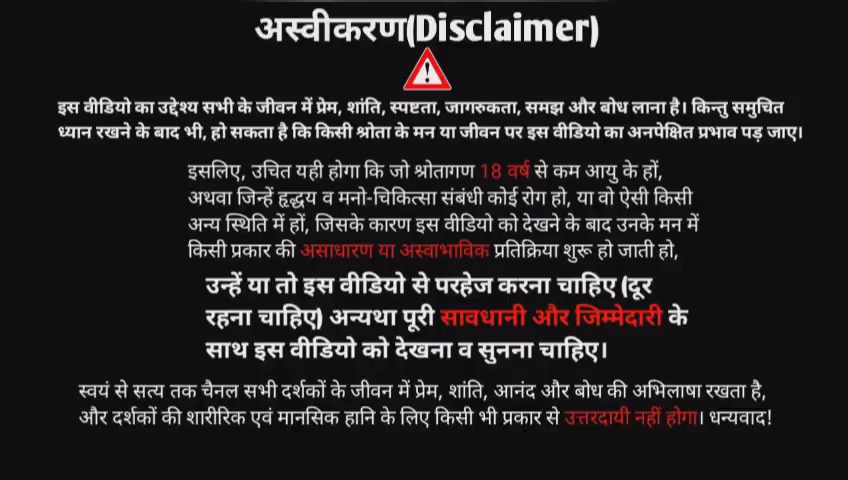 अस्वीकरण(Disclaimer)
इस वीडियो का उद्देश्य सभी के जीवन में प्रेम, शांति, स्पष्टता, जागरुकता, समझ और बोध लाना है। किन्तु समुचित
ध्यान रखने के बाद भी, हो सकता है कि किसी श्रोता के मन या जीवन पर इस वीडियो का अनपेक्षित प्रभाव पड़ जाए।
इसलिए, उचित यही होगा कि जो श्रोतागण 18 वर्ष से कम आयु के हों,
अथवा जिन्हें हृद्धय व मनो-चिकित्सा संबंधी कोई रोग हो, या वो ऐसी किसी
अन्य स्थिति में हों, जिसके कारण इस वीडियो को देखने के बाद उनके मन में
किसी प्रकार की असाधारण या अस्वाभाविक प्रतिक्रिया शुरू हो जाती हो,
उन्हें या तो इस वीडियो से परहेज करना चाहिए (दूर
रहना चाहिए) अन्यथा पूरी सावधानी और जिम्मेदारी के
साथ इस वीडियो को देखना व सुनना चाहिए।
स्वयं से सत्य तक चैनल सभी दर्शकों के जीवन में प्रेम, शांति, आनंद और बोध की अभिलाषा रखता है,
और दर्शकों की शारीरिक एवं मानसिक हानि के लिए किसी भी प्रकार से उत्तरदायी नहीं होगा। धन्यवाद!